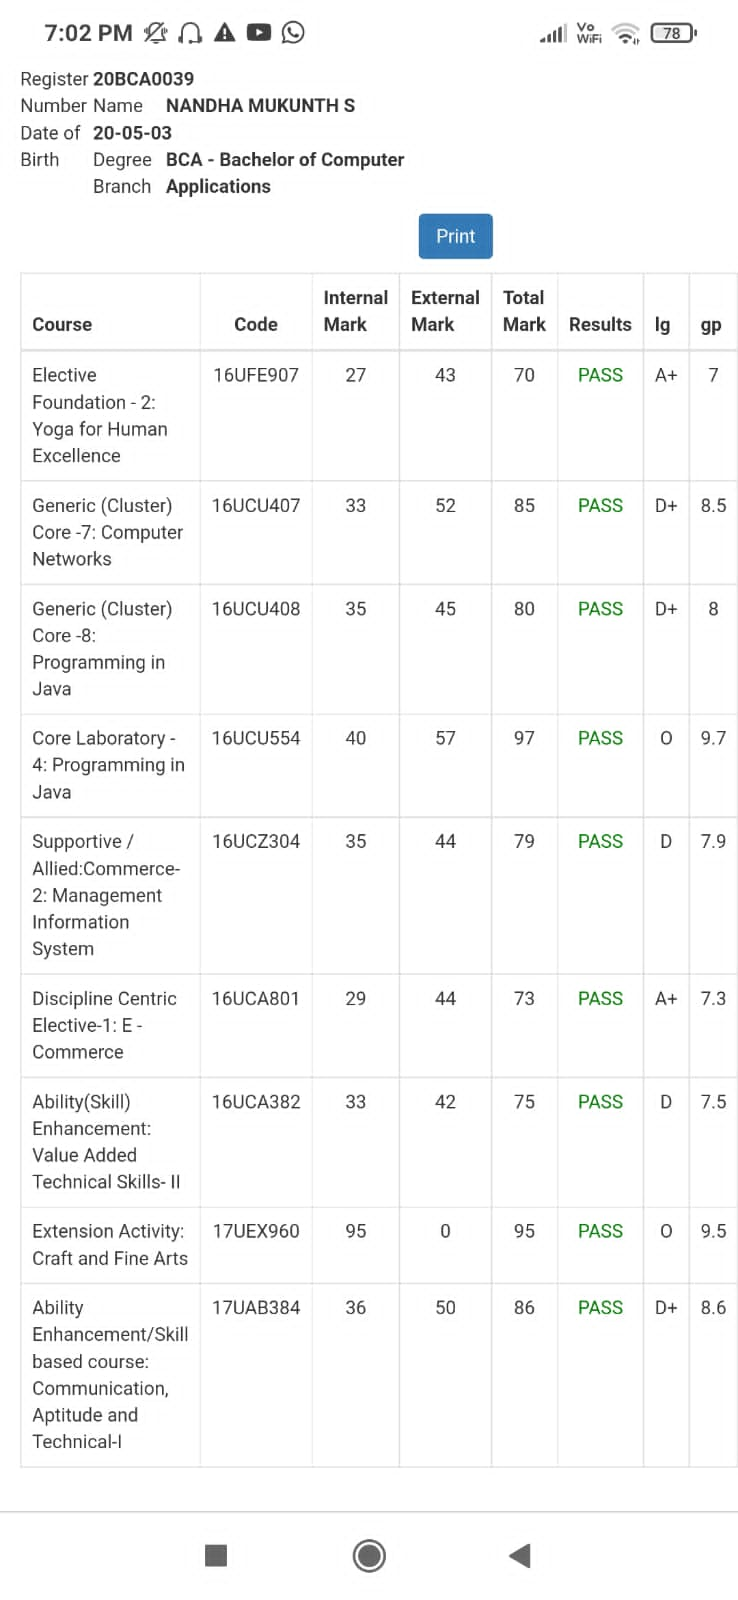 7:02 PM Vo WiFi 78
Register 20BCA0039
Number Name NANDHA MUKUNTH S
Date of 20-05-03
Birth Degree BCA - Bachelor of Computer
Branch Applications
Print
Internal External Total
Course Code Mark Mark Mark Results lg gp
Elective 16UFE907 27 43 70 PASS A+ 7
Foundation - 2:
Yoga for Human
Excellence
Generic (Cluster) 16UCU407 33 52 85 PASS D+ 8.5
Core -7: Computer
Networks
Generic (Cluster) 16UCU408 35 45 80 PASS D+ 8
Core -8:
Programming in
Java
Core Laboratory - 16UCU554 40 57 97 PASS O 9.7
4: Programming in
Java
Supportive / 16UCZ304 35 44 79 PASS D 7.9
Allied:Commerce-
2: Management
Information
System
Discipline Centric 16UCA801 29 44 73 PASS A+ 7.3
Elective-1: E -
Commerce
Ability(Skill) 16UCA382 33 42 75 PASS D 7.5
Enhancement:
Value Added
Technical Skills- II
Extension Activity: 17UEX960 95 0 95 PASS O 9.5
Craft and Fine Arts
Ability 17UAB384 36 50 86 PASS D+ 8.6
Enhancement/Skill
based course:
Communication,
Aptitude and
Technical-I